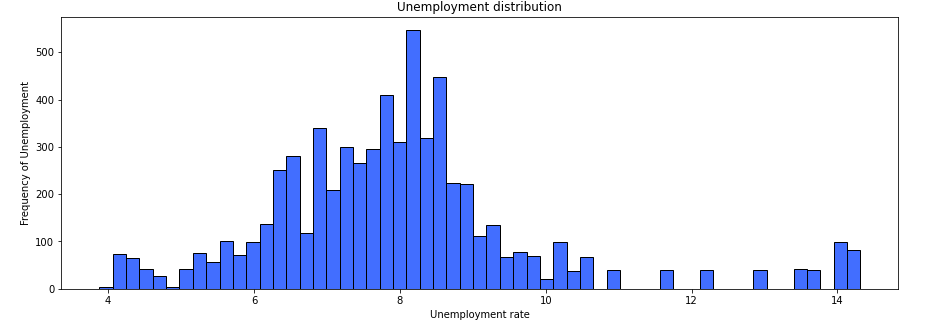 Unemployment distribution
Frequency of Unemployment
500
400
300
200
100
0
4 6 8 10 12 14
Unemployment rate